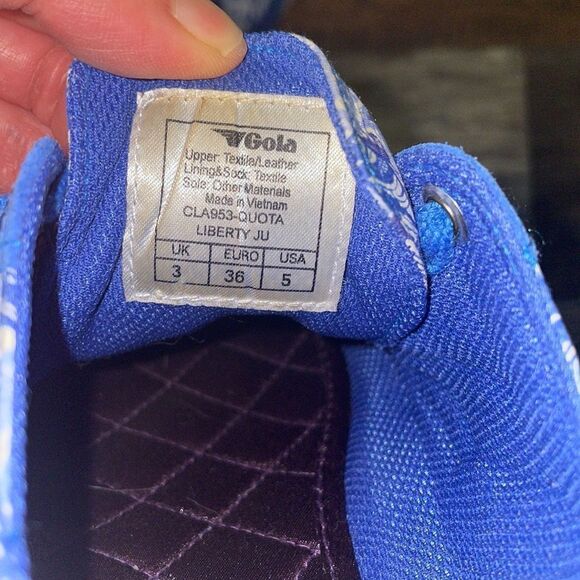 Gola
Upper: Textile/Leather
Lining&Sock: Textile
Sole: Other Materials
Made in Vietnam
CLA953-QUOTA
LIBERTY JU
UK EURO USA
3 36 5